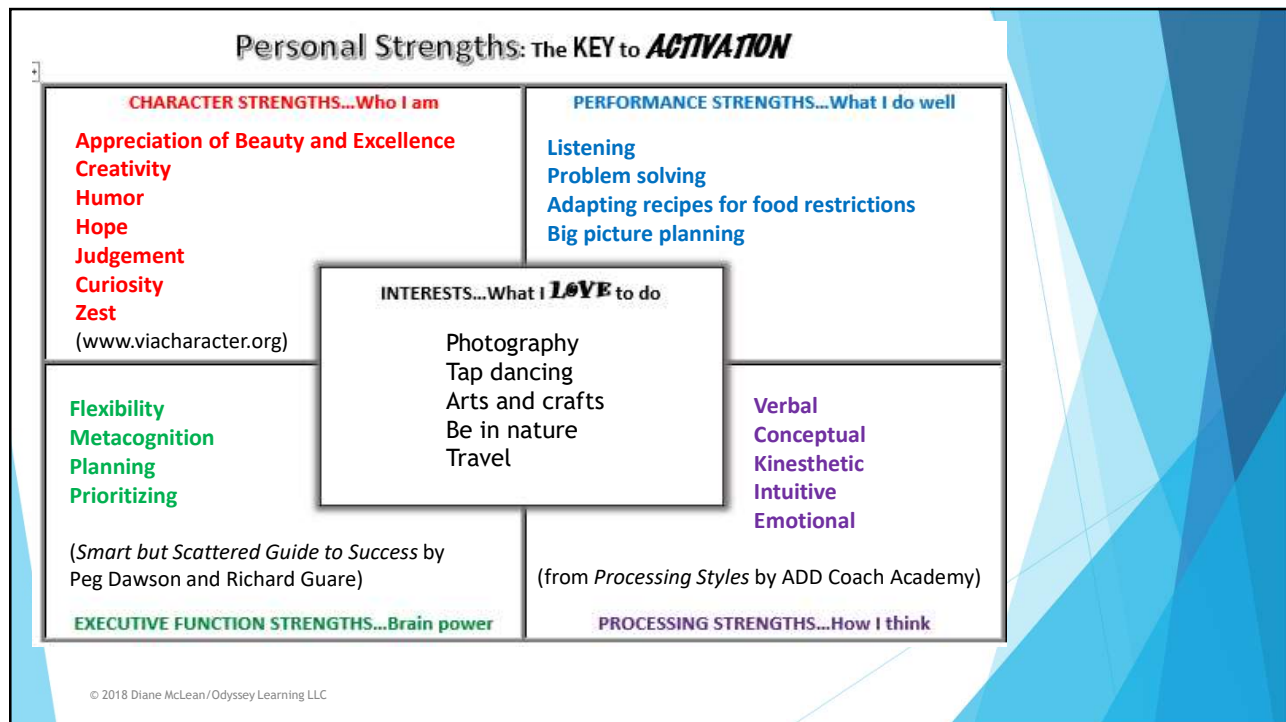 Personal Strengths: The KEY to ACTIVATION
CHARACTER STRENGTHS...Who I am
Appreciation of Beauty and Excellence
Creativity
Humor
Hope
Judgement
Curiosity
Zest
(www.viacharacter.org)
PERFORMANCE STRENGTHS...What I do well
Listening
Problem solving
Adapting recipes for food restrictions
Big picture planning
INTERESTS...What I LOVE to do
Photography
Tap dancing
Arts and crafts
Be in nature
Travel
Flexibility
Metacognition
Planning
Prioritizing
(Smart but Scattered Guide to Success by
Peg Dawson and Richard Guare)
EXECUTIVE FUNCTION STRENGTHS...Brain power
Verbal
Conceptual
Kinesthetic
Intuitive
Emotional
(from Processing Styles by ADD Coach Academy)
PROCESSING STRENGTHS...How I think
© 2018 Diane McLean/Odyssey Learning LLC